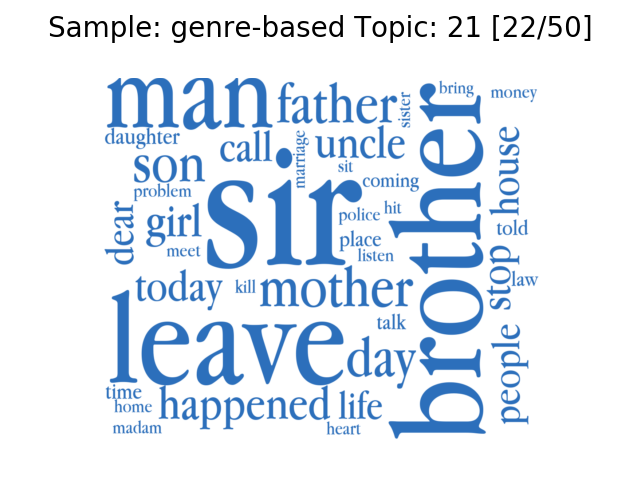 Sample: genre-based Topic: 21 [22/50]
man
father
sister
bring
money
daughter
call
marriage
uncle
brother
house
son
sit
coming
problem
sir
dear
girl
police
hit
place
told
meet
listen
stop
today
kill
mother
law
leave
talk
day
people
time
home
happened
life
madam
heart